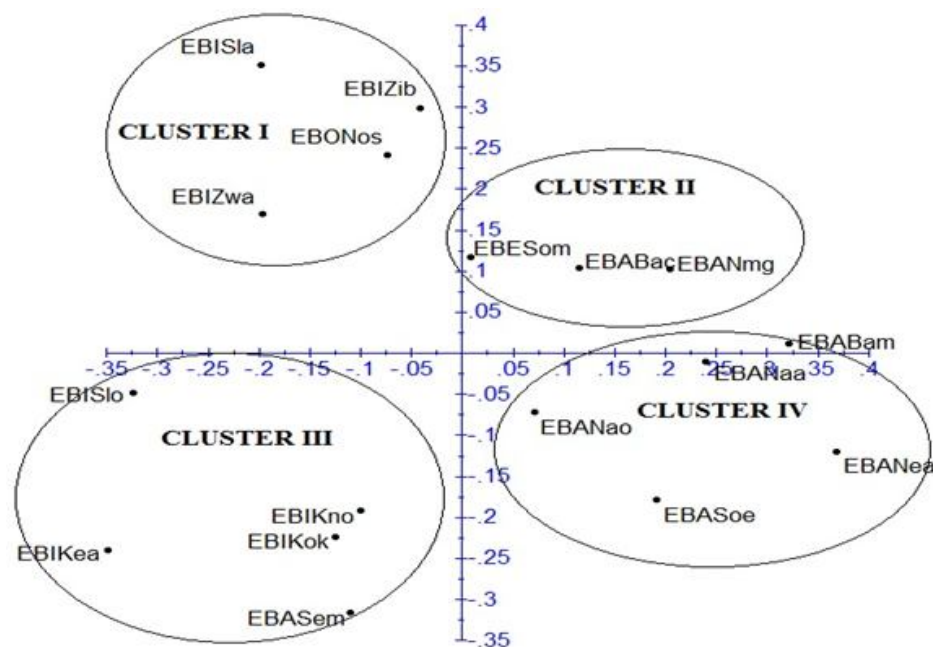 .4
EBISla
.35
EBIZib
.3
CLUSTER I
EBONos
.25
EBIZwa
.2
CLUSTER II
.15
EBESom
EBABac
EBANmg
.1
.05
EBABam
-.35 -.25 -.2 -.15 -.1 -.05 .05 .1 .15 .2 .25 .3 .35 .4
EBANaa
EBISlo
-.05
CLUSTER III
EBANao
CLUSTER IV
-.1
-.15
EBANea
EBIKno
-.2
EBASoe
EBIKok
EBIKea
-.25
EBASem
-.3
-.35